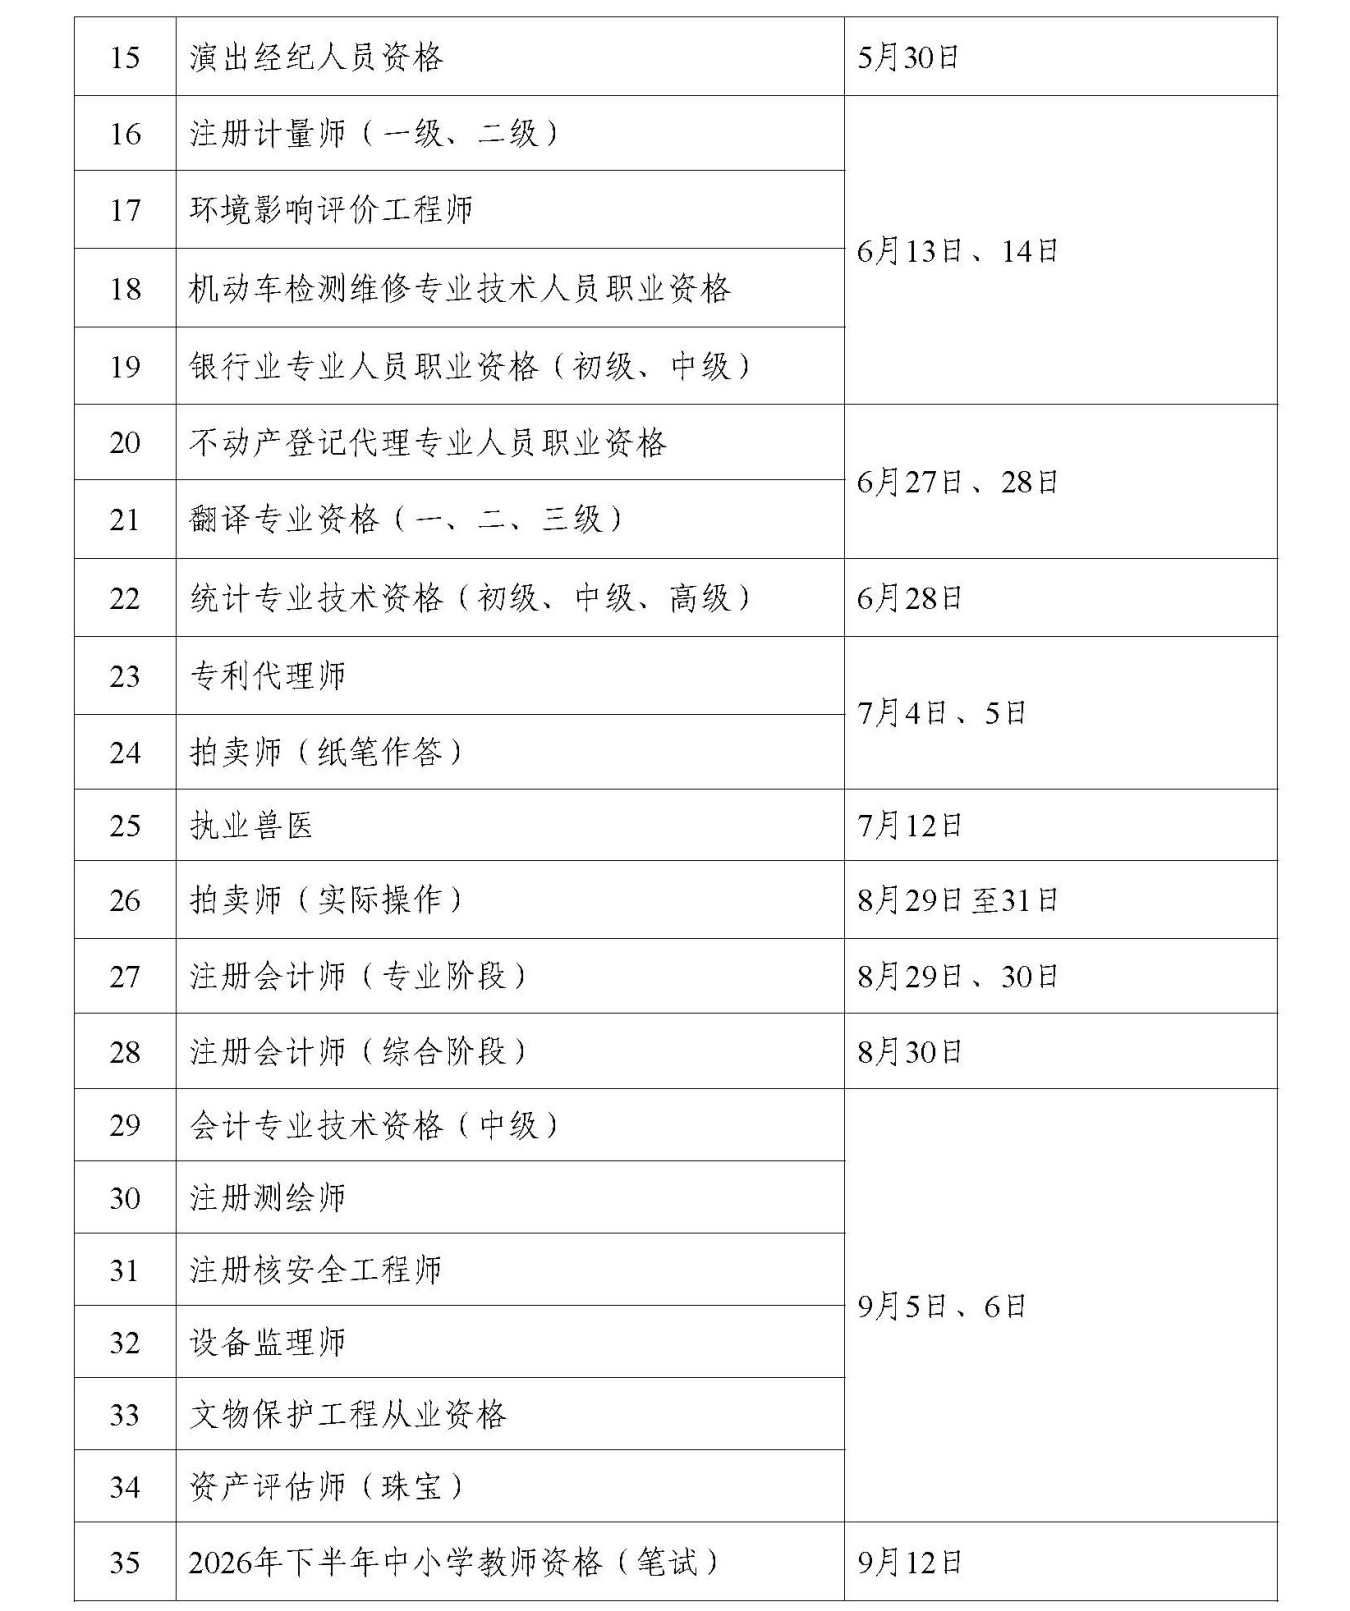 15 演出经纪人员资格 5月30日
16 注册计量师（一级、二级）
17 环境影响评价工程师
6月13日、14日
18 机动车检测维修专业技术人员职业资格
19 银行业专业人员职业资格（初级、中级）
20 不动产登记代理专业人员职业资格
6月27日、28日
21 翻译专业资格（一、二、三级）
22 统计专业技术资格（初级、中级、高级） 6月28日
23 专利代理师
7月4日、5日
24 拍卖师（纸笔作答）
25 执业兽医 7月12日
26 拍卖师（实际操作） 8月29日至31日
27 注册会计师（专业阶段） 8月29日、30日
28 注册会计师（综合阶段） 8月30日
29 会计专业技术资格（中级）
30 注册测绘师
31 注册核安全工程师
9月5日、6日
32 设备监理师
33 文物保护工程从业资格
34 资产评估师（珠宝）
35 2026年下半年中小学教师资格（笔试） 9月12日